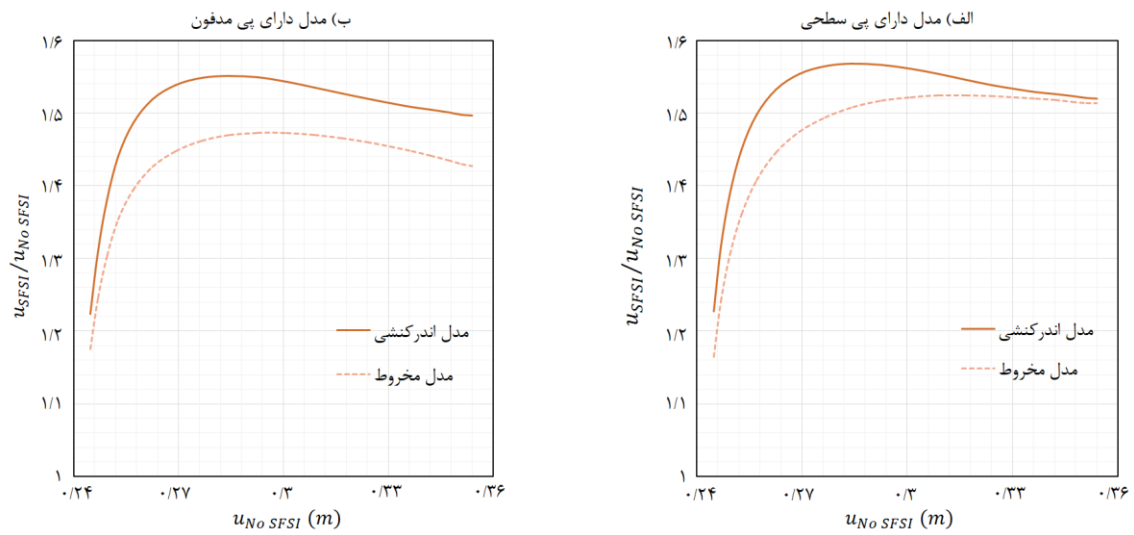 الف) مدل دارای پی سطحی
۱/۶
۱/۵
۱/۴
۱/۳
۱/۲
۱/۱
۱
u_SFSI/u_No SFSI
مدل اندرکنشی
مدل مخروط
۰/۲۴ ۰/۲۷ ۰/۳ ۰/۳۳ ۰/۳۶
u_No SFSI (m)
ب) مدل دارای پی مدفون
۱/۶
۱/۵
۱/۴
۱/۳
۱/۲
۱/۱
۱
u_SFSI/u_No SFSI
مدل اندرکنشی
مدل مخروط
۰/۲۴ ۰/۲۷ ۰/۳ ۰/۳۳ ۰/۳۶
u_No SFSI (m)